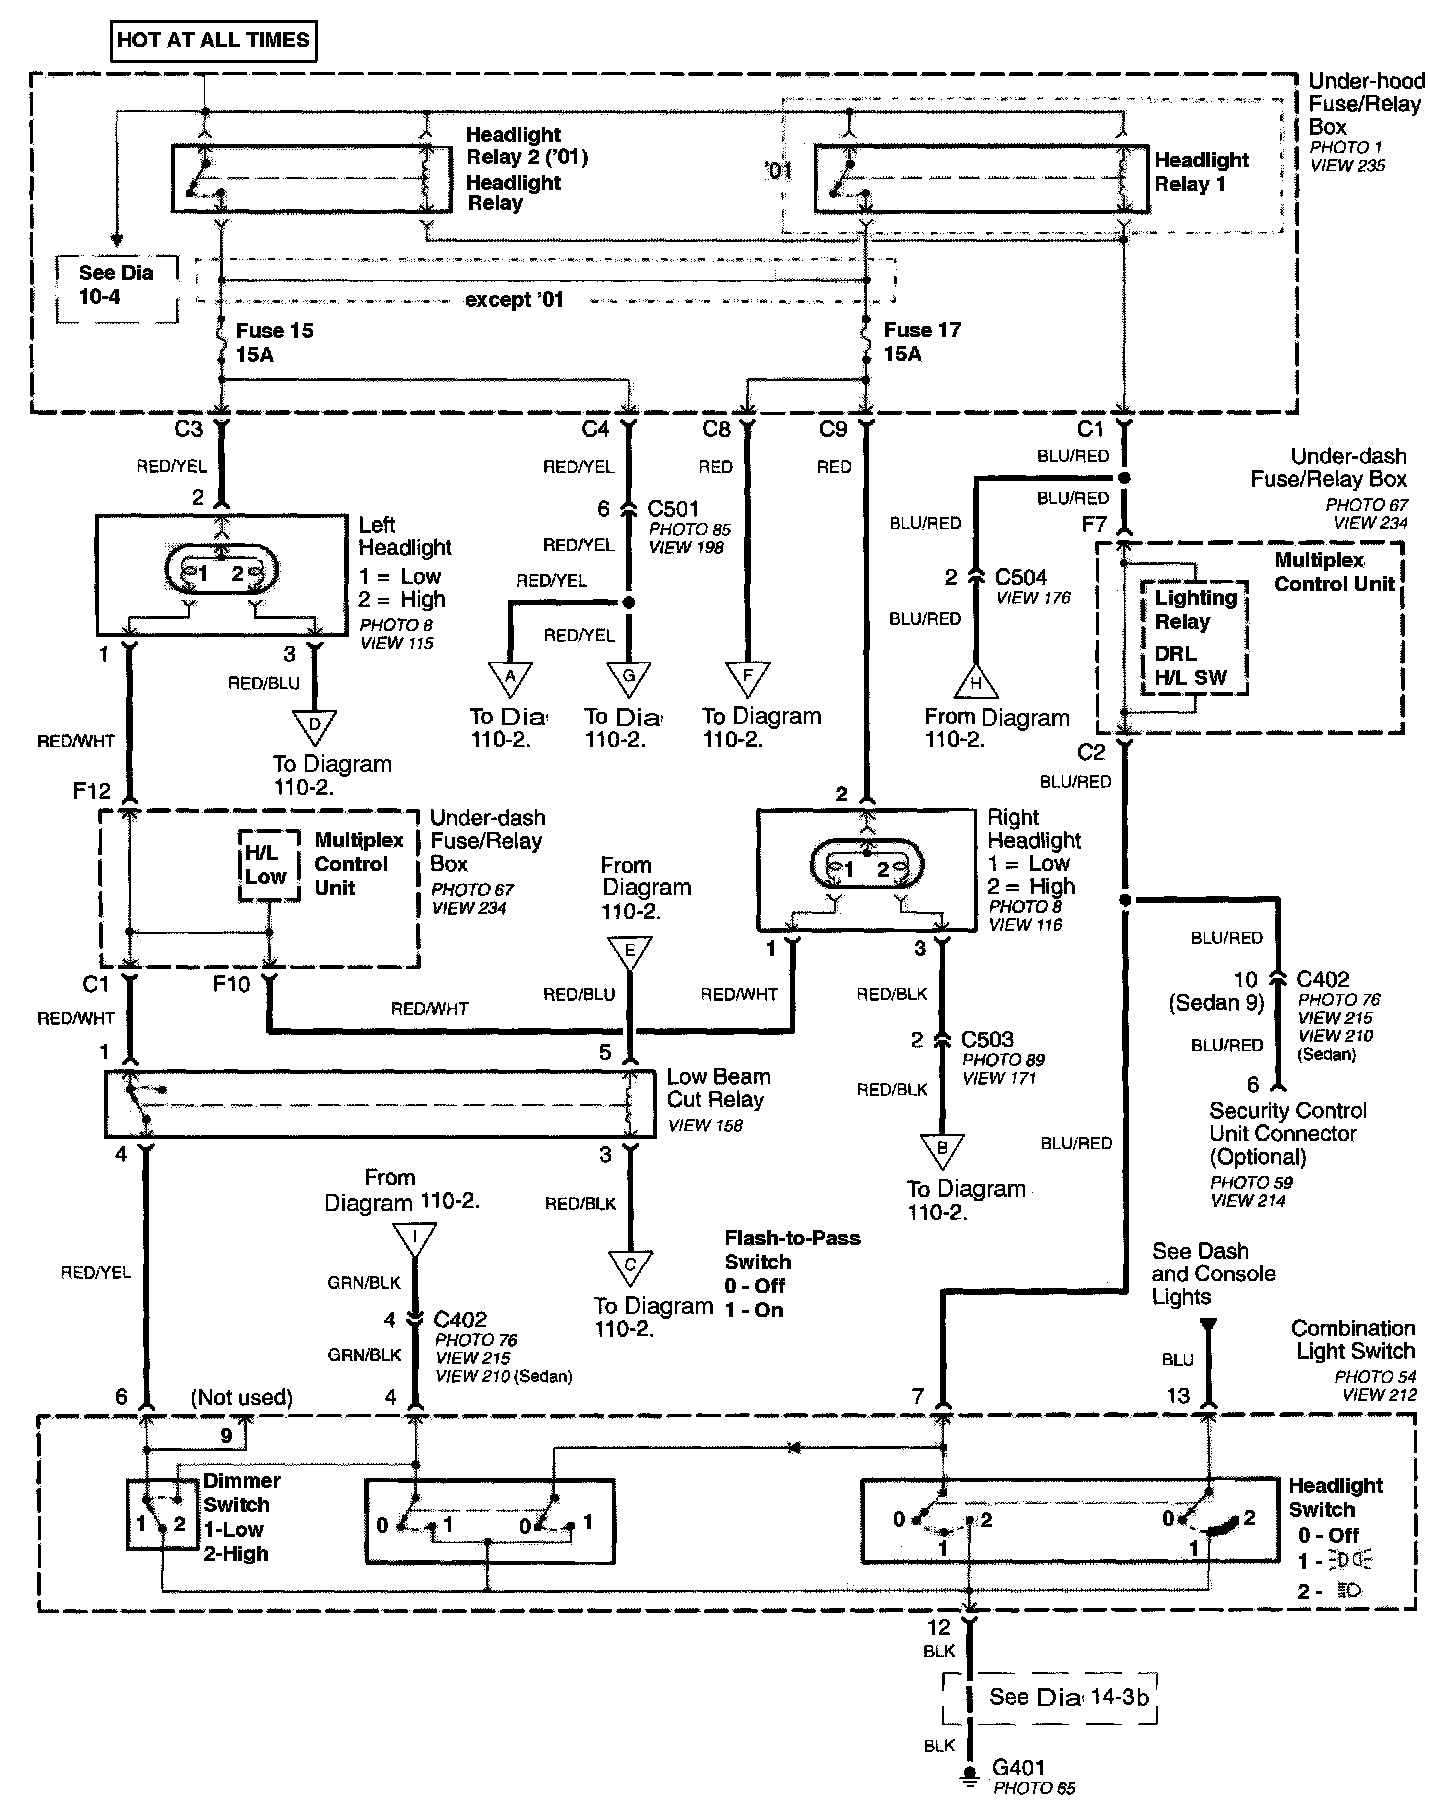 HOT AT ALL TIMES
Under-hood
Fuse/Relay
Box
PHOTO 1
VIEW 235
Headlight
Relay 2 ('01)
Headlight
Relay
'01
Headlight
Relay 1
See Dia
10-4
except '01
Fuse 15
15A
Fuse 17
15A
C3
C4
C8
C9
C1
RED/YEL
RED/YEL
RED
RED
BLU/RED
BLU/RED
Under-dash
Fuse/Relay Box
PHOTO 67
VIEW 234
2
6
C501
PHOTO 85
VIEW 198
BLU/RED
F7
Left
Headlight
1 = Low
2 = High
PHOTO 8
VIEW 115
1 2
RED/YEL
RED/YEL
RED/YEL
2
C504
VIEW 176
BLU/RED
Multiplex
Control Unit
Lighting
Relay
DRL
H/L SW
1
3
RED/BLU
A
G
F
H
D
To Dia
110-2.
To Dia
110-2.
To Diagram
110-2.
From Diagram
110-2.
C2
BLU/RED
RED/WHT
To Diagram
110-2.
F12
2
H/L
Low
Multiplex
Control
Unit
Under-dash
Fuse/Relay
Box
PHOTO 67
VIEW 234
From
Diagram
110-2.
E
1 2
Right
Headlight
1 = Low
2 = High
PHOTO 8
VIEW 116
1
3
BLU/RED
C1
F10
RED/WHT
RED/WHT
RED/BLU
RED/WHT
RED/BLK
10
(Sedan 9)
C402
PHOTO 76
VIEW 215
VIEW 210
(Sedan)
BLU/RED
1
5
2
C503
PHOTO 89
VIEW 171
RED/BLK
Low Beam
Cut Relay
VIEW 158
6
Security Control
Unit Connector
(Optional)
PHOTO 59
VIEW 214
4
3
BLU/RED
B
To Diagram
110-2.
From
Diagram 110-2.
I
RED/BLK
C
To Diagram
110-2.
Flash-to-Pass
Switch
0 - Off
1 - On
See Dash
and Console
Lights
RED/YEL
GRN/BLK
4
C402
PHOTO 76
VIEW 215
VIEW 210 (Sedan)
GRN/BLK
BLU
Combination
Light Switch
PHOTO 54
VIEW 212
6
(Not used)
4
7
13
9
Dimmer
Switch
1-Low
2-High
1 2
0 1
0 1
0 1 2
0 1 2
Headlight
Switch
0 - Off
1 -
2 -
12
BLK
See Dia 14-3b
BLK
G401
PHOTO 65